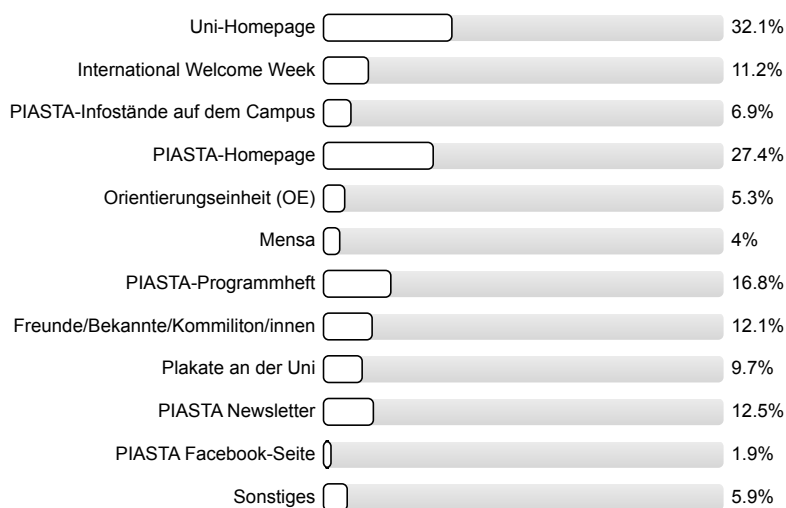 Uni-Homepage 32.1%
International Welcome Week 11.2%
PIASTA-Infostände auf dem Campus 6.9%
PIASTA-Homepage 27.4%
Orientierungseinheit (OE) 5.3%
Mensa 4%
PIASTA-Programmheft 16.8%
Freunde/Bekannte/Kommiliton/innen 12.1%
Plakate an der Uni 9.7%
PIASTA Newsletter 12.5%
PIASTA Facebook-Seite 1.9%
Sonstiges 5.9%